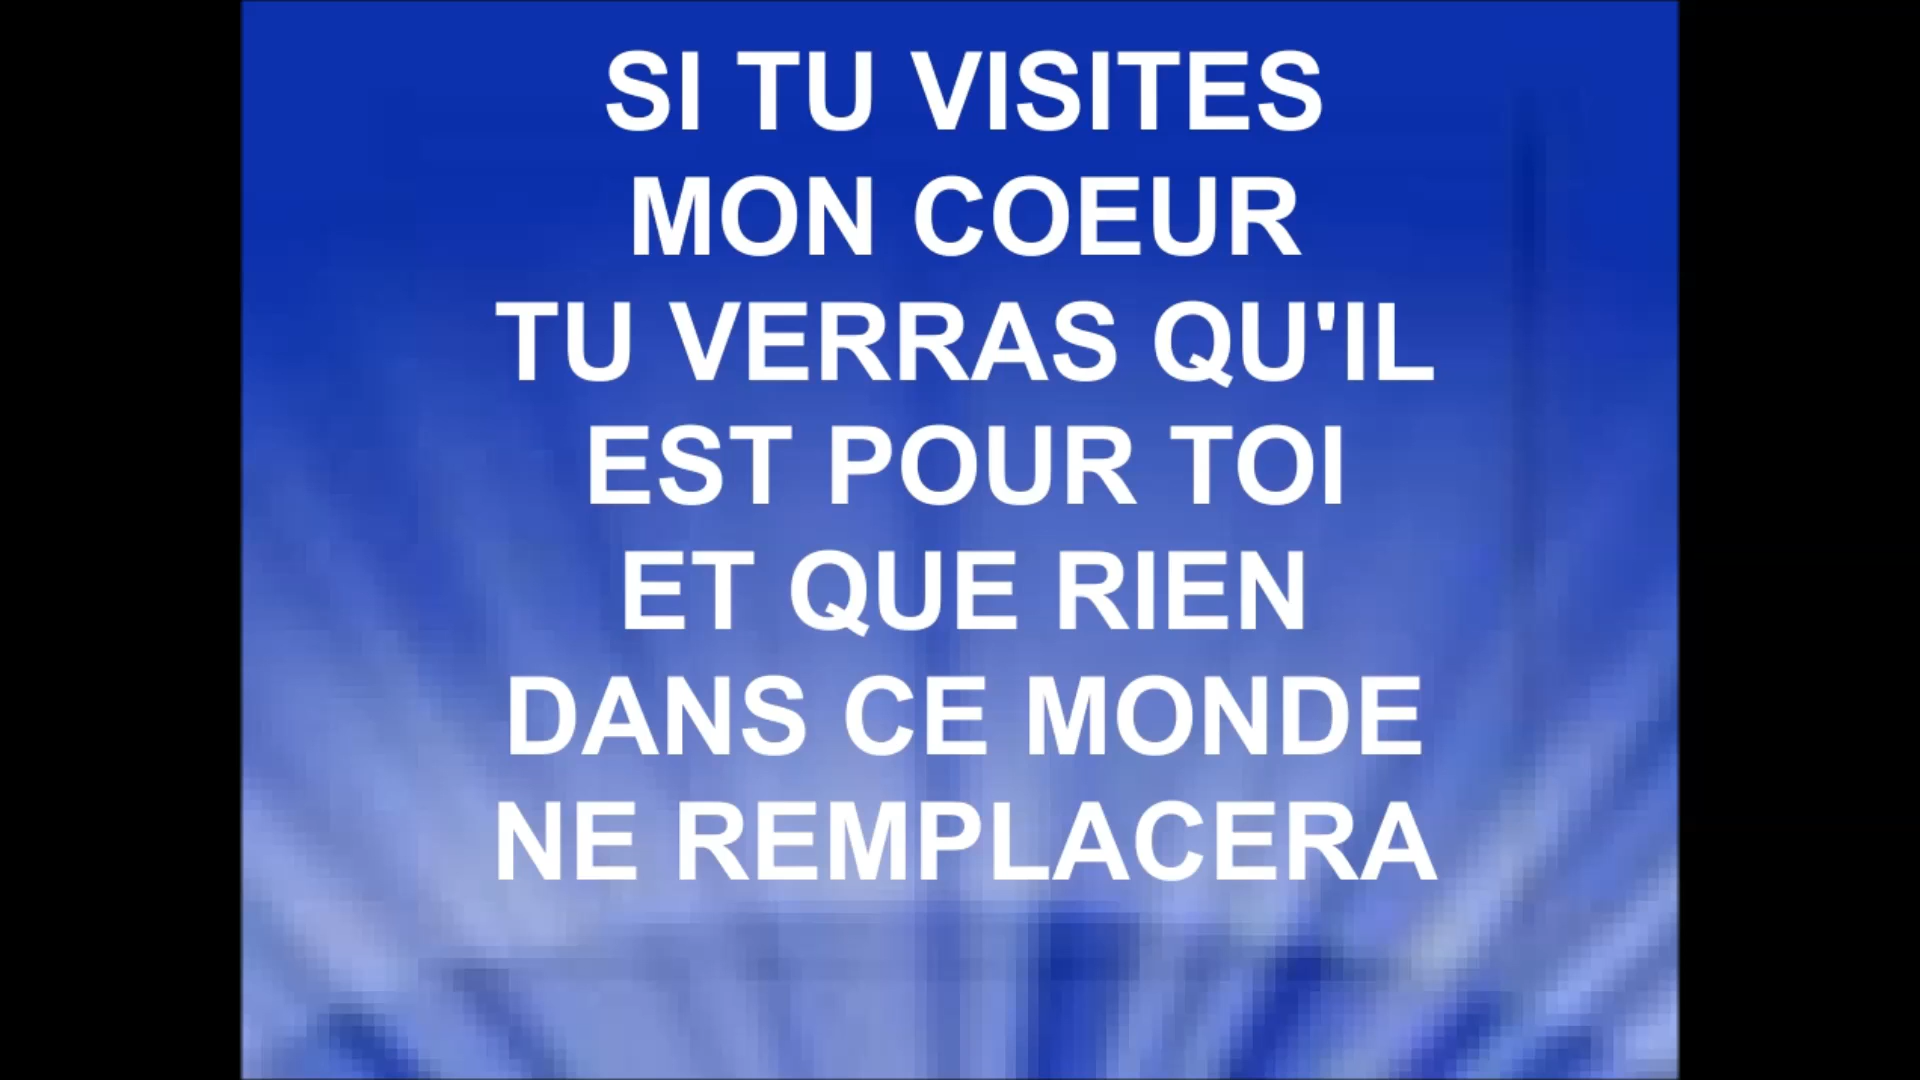 SI TU VISITES
MON COEUR
TU VERRAS QU'IL
EST POUR TOI
ET QUE RIEN
DANS CE MONDE
NE REMPLACERA